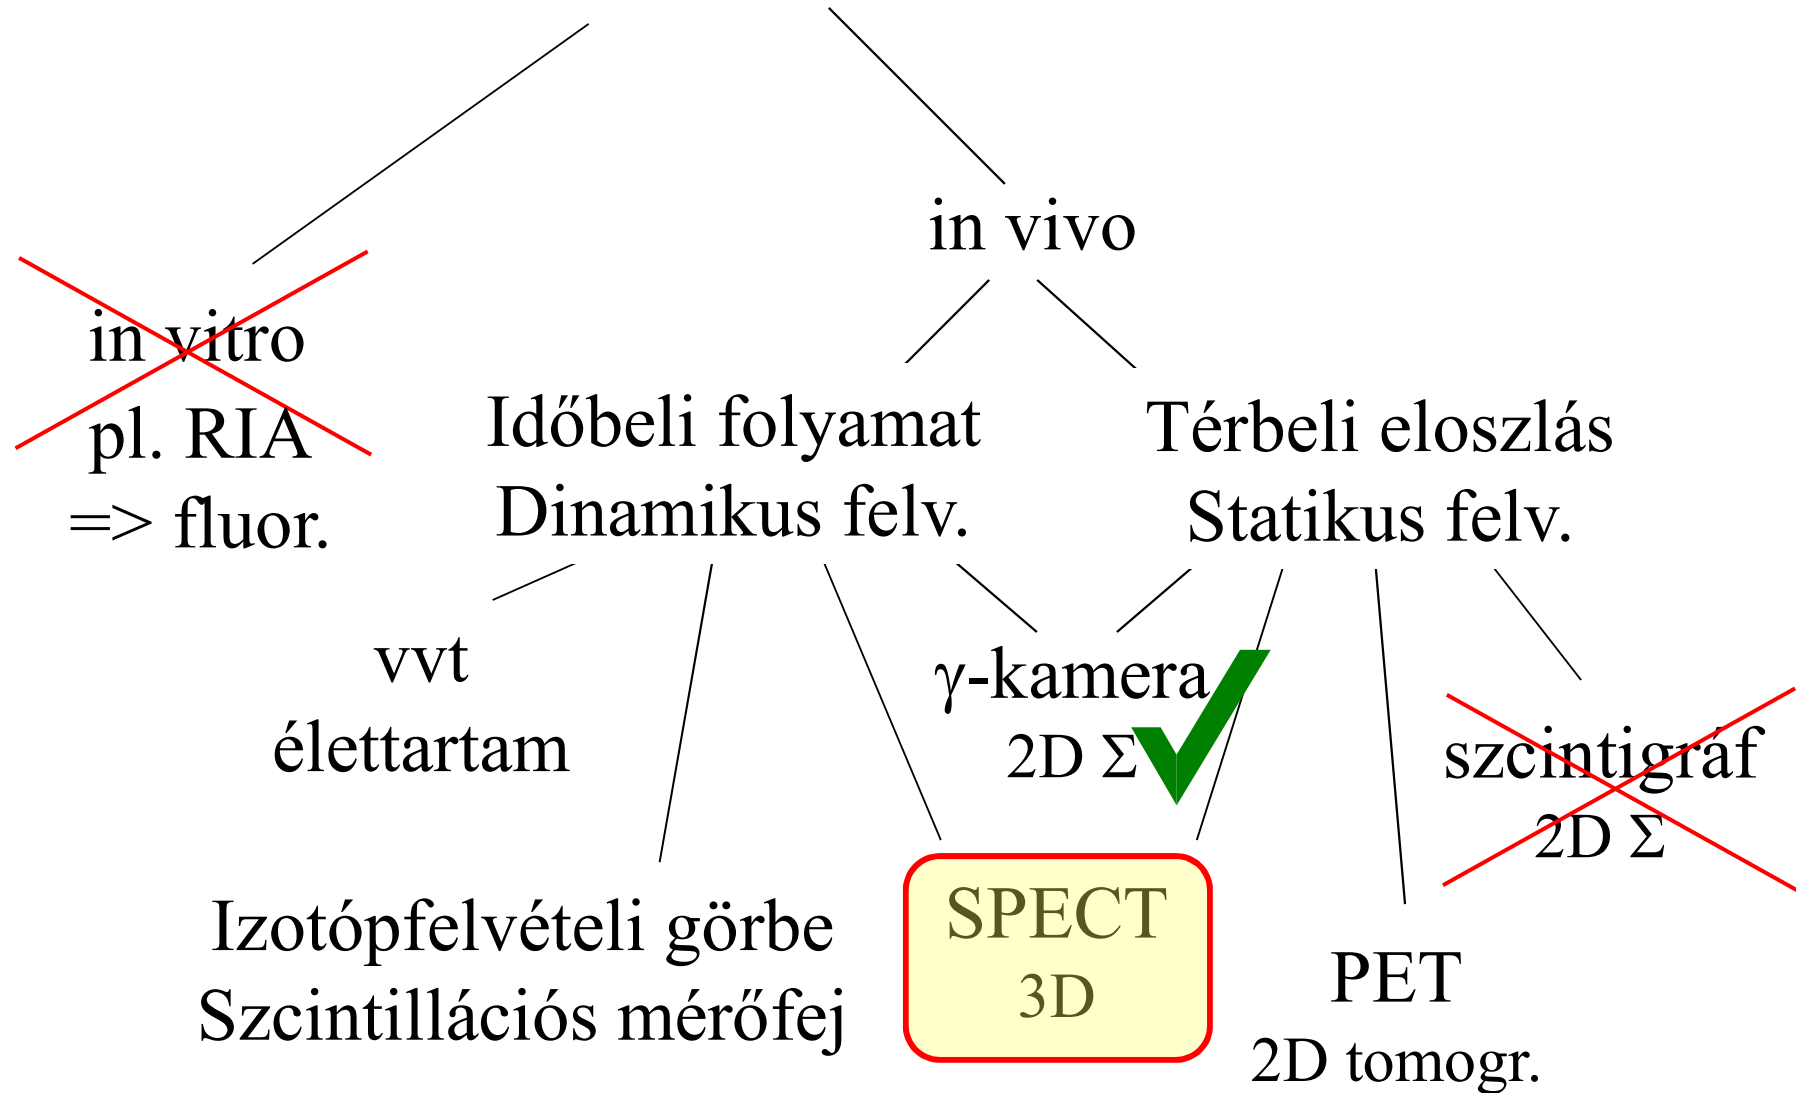 in vivo
in vitro
pl. RIA
=> fluor.
Időbeli folyamat
Dinamikus felv.
Térbeli eloszlás
Statikus felv.
vvt
élettartam
γ-kamera
2D Σ
szcintigráf
2D Σ
Izotópfelvételi görbe
Szcintillációs mérőfej
SPECT
3D
PET
2D tomogr.